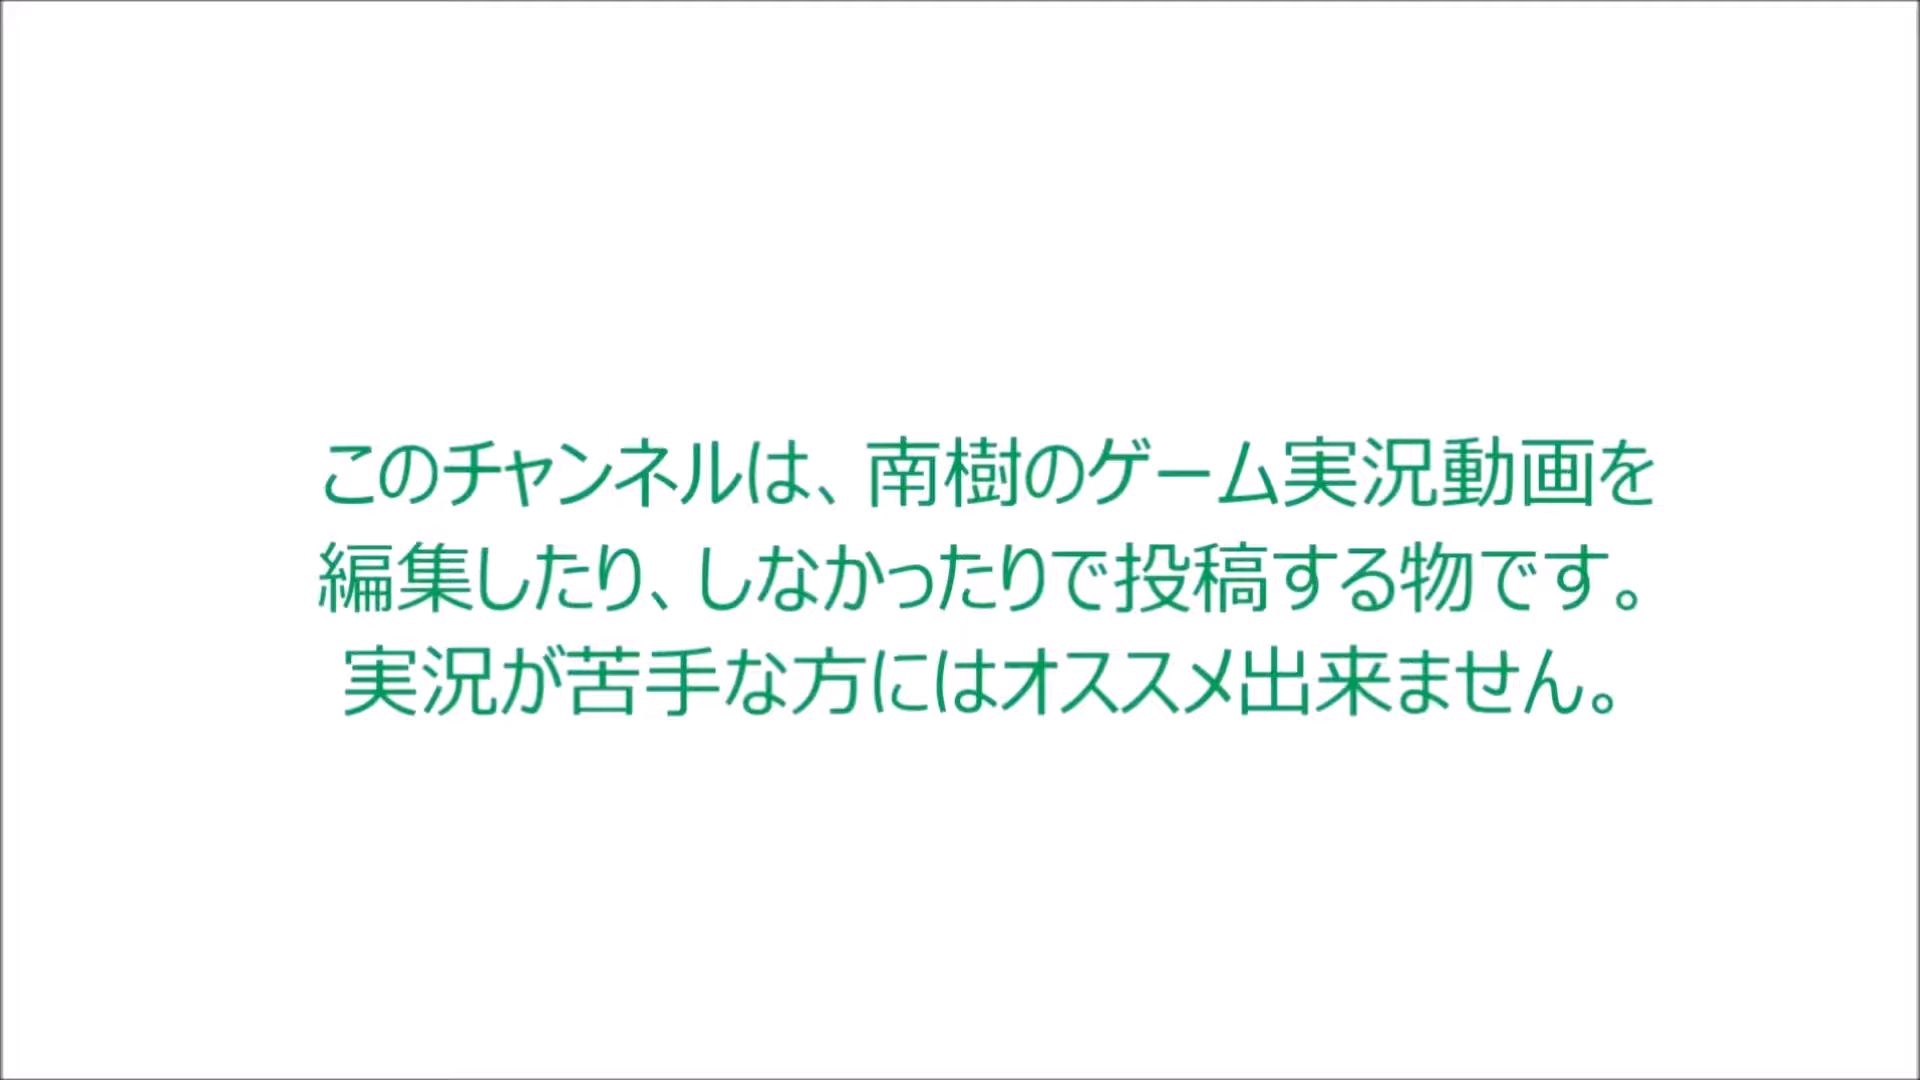 このチャンネルは、南樹のゲーム実況動画を
編集したり、しなかったりで投稿する物です。
実況が苦手な方にはオススメ出来ません。